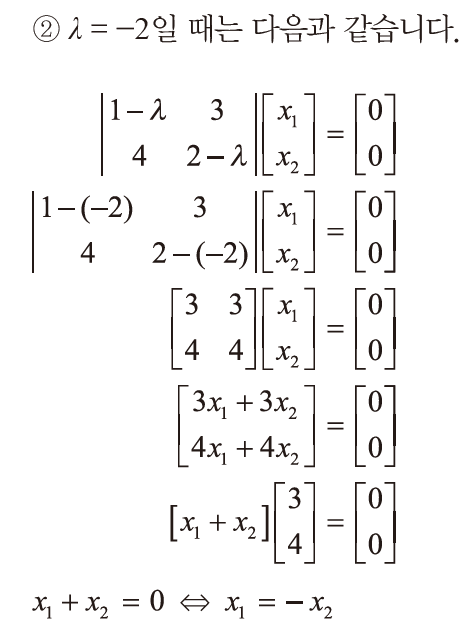 ② λ = −2일 때는 다음과 같습니다.
|1−λ 3| [x₁] = [0]
|4 2−λ| [x₂] = [0]
|1−(−2) 3| [x₁] = [0]
|4 2−(−2)| [x₂] = [0]
[3 3] [x₁] = [0]
[4 4] [x₂] = [0]
[3x₁ + 3x₂] = [0]
[4x₁ + 4x₂] = [0]
[x₁ + x₂] [3] = [0]
[4] = [0]
x₁ + x₂ = 0 ⇔ x₁ = −x₂